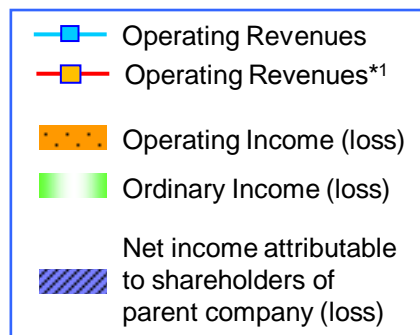 Operating Revenues
Operating Revenues*1
Operating Income (loss)
Ordinary Income (loss)
Net income attributable
to shareholders of
parent company (loss)